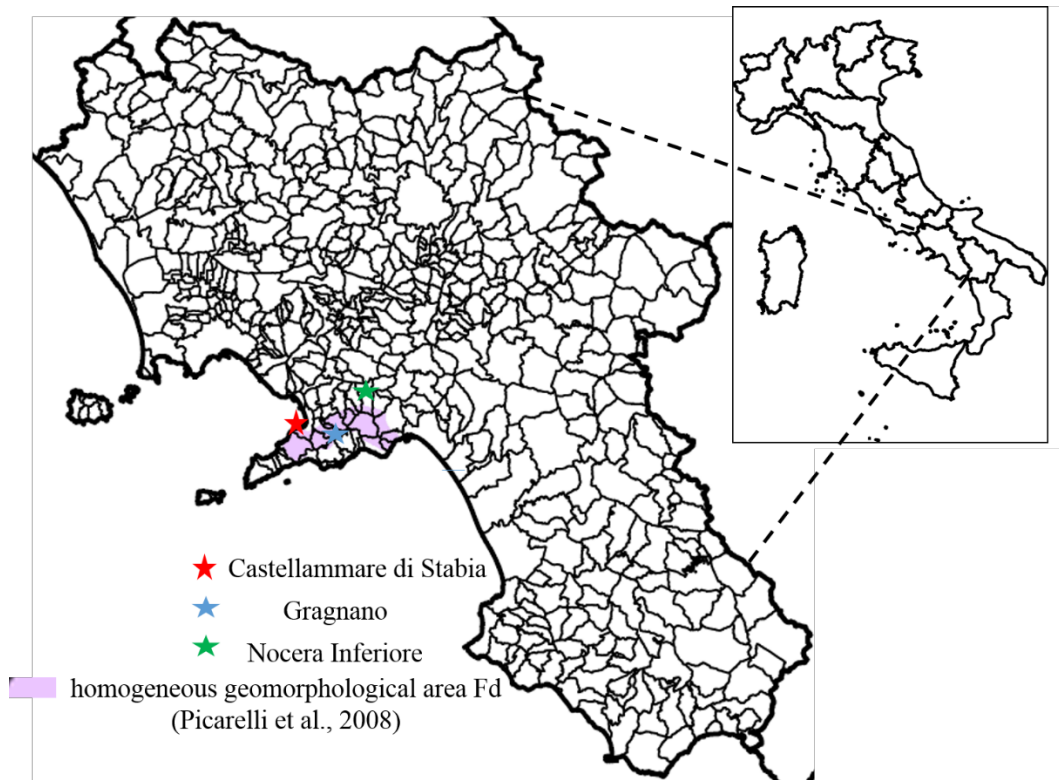 Castellammare di Stabia
Gragnano
Nocera Inferiore
homogeneous geomorphological area Fd
(Picarelli et al., 2008)